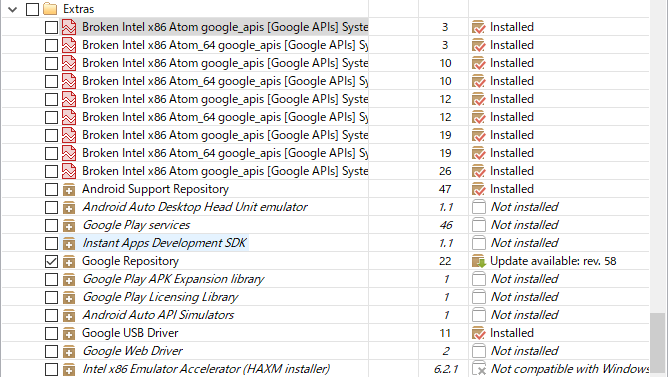 Extras
Broken Intel x86 Atom google_apis [Google APIs] Syste 3 Installed
Broken Intel x86 Atom_64 google_apis [Google APIs] Sy 3 Installed
Broken Intel x86 Atom google_apis [Google APIs] Syste 10 Installed
Broken Intel x86 Atom_64 google_apis [Google APIs] Sy 10 Installed
Broken Intel x86 Atom google_apis [Google APIs] Syste 12 Installed
Broken Intel x86 Atom_64 google_apis [Google APIs] Sy 12 Installed
Broken Intel x86 Atom google_apis [Google APIs] Syste 19 Installed
Broken Intel x86 Atom_64 google_apis [Google APIs] Sy 19 Installed
Broken Intel x86 Atom google_apis [Google APIs] Syste 26 Installed
Android Support Repository 47 Installed
Android Auto Desktop Head Unit emulator 1.1 Not installed
Google Play services 46 Not installed
Instant Apps Development SDK 1.1 Not installed
Google Repository 22 Update available: rev. 58
Google Play APK Expansion library 1 Not installed
Google Play Licensing Library 1 Not installed
Android Auto API Simulators 1 Not installed
Google USB Driver 11 Installed
Google Web Driver 2 Not installed
Intel x86 Emulator Accelerator (HAXM installer) 6.2.1 Not compatible with Windows